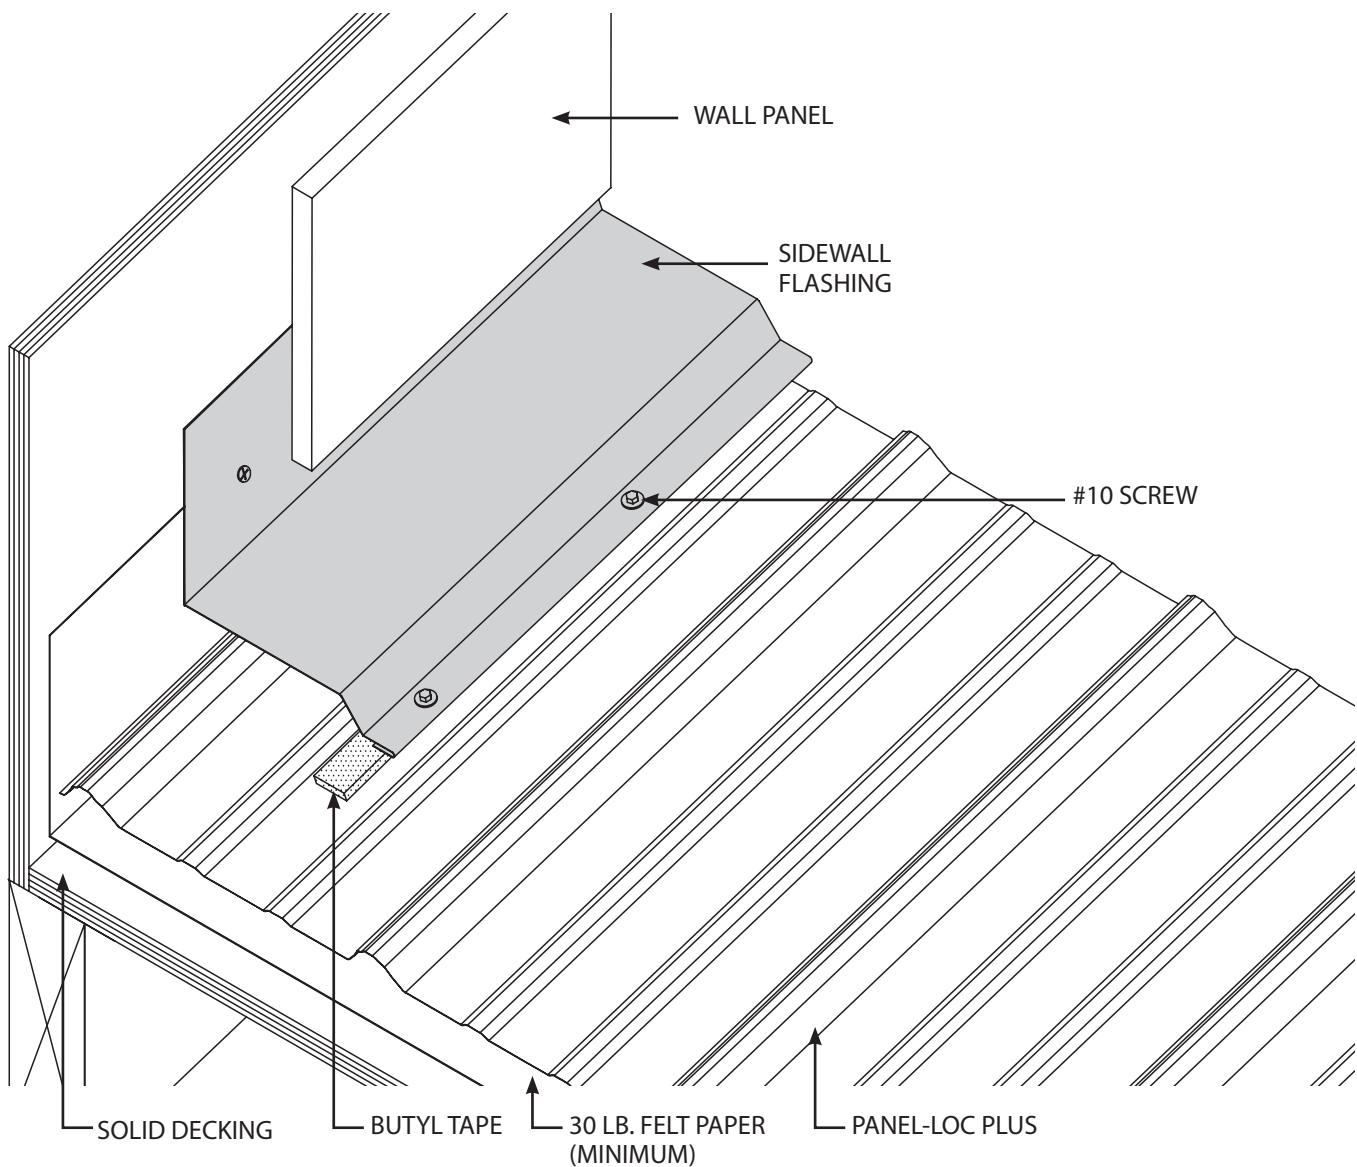 WALL PANEL
SIDEWALL
FLASHING
#10 SCREW
SOLID DECKING
BUTYL TAPE
30 LB. FELT PAPER
(MINIMUM)
PANEL-LOC PLUS